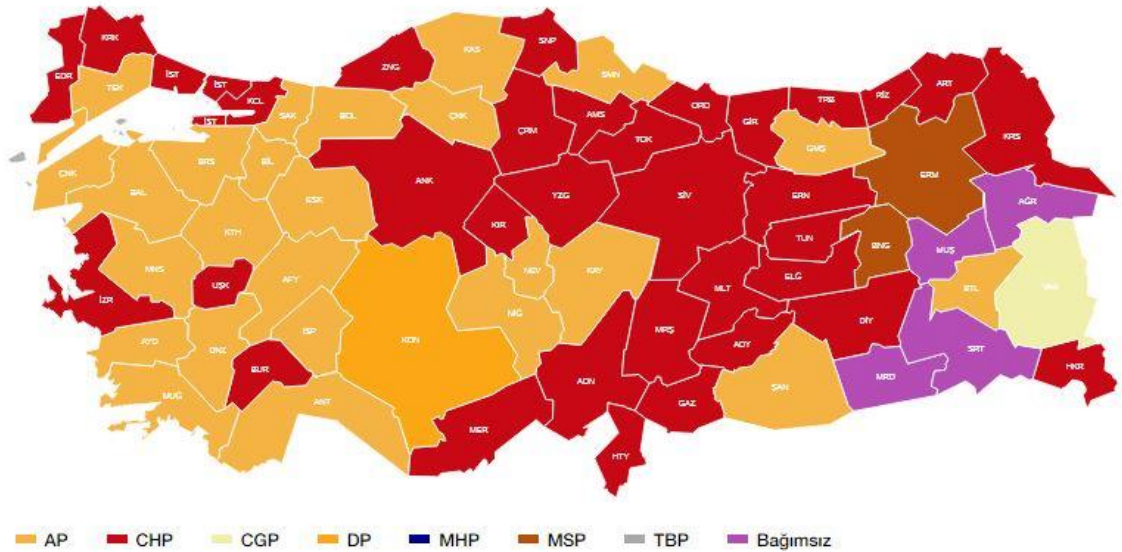 KRK
EDR
TEK
İST
İST
KCL
İST
SAK
BOL
ZNG
KAS
SNP
SMN
ÇNK
ÇRM
AMS
TOK
ORD
GİR
TRB
RİZ
ART
KRS
GMŞ
ERM
AĞR
ÇNK
BAL
BRS
BİL
ESK
ANK
KIR
YZG
SİV
ERN
TUN
BNG
MUŞ
KTH
MNS
UŞK
AFY
İZR
NEV
KAY
MLT
ELĞ
BTL
VAN
AYD
DNZ
ISP
KON
NİĞ
MRŞ
ADY
DİY
SRT
HKR
MUĞ
BUR
ANT
MER
ADN
GAZ
ŞAN
MRD
HTY
AP CHP CGP DP MHP MSP TBP Bağımsız